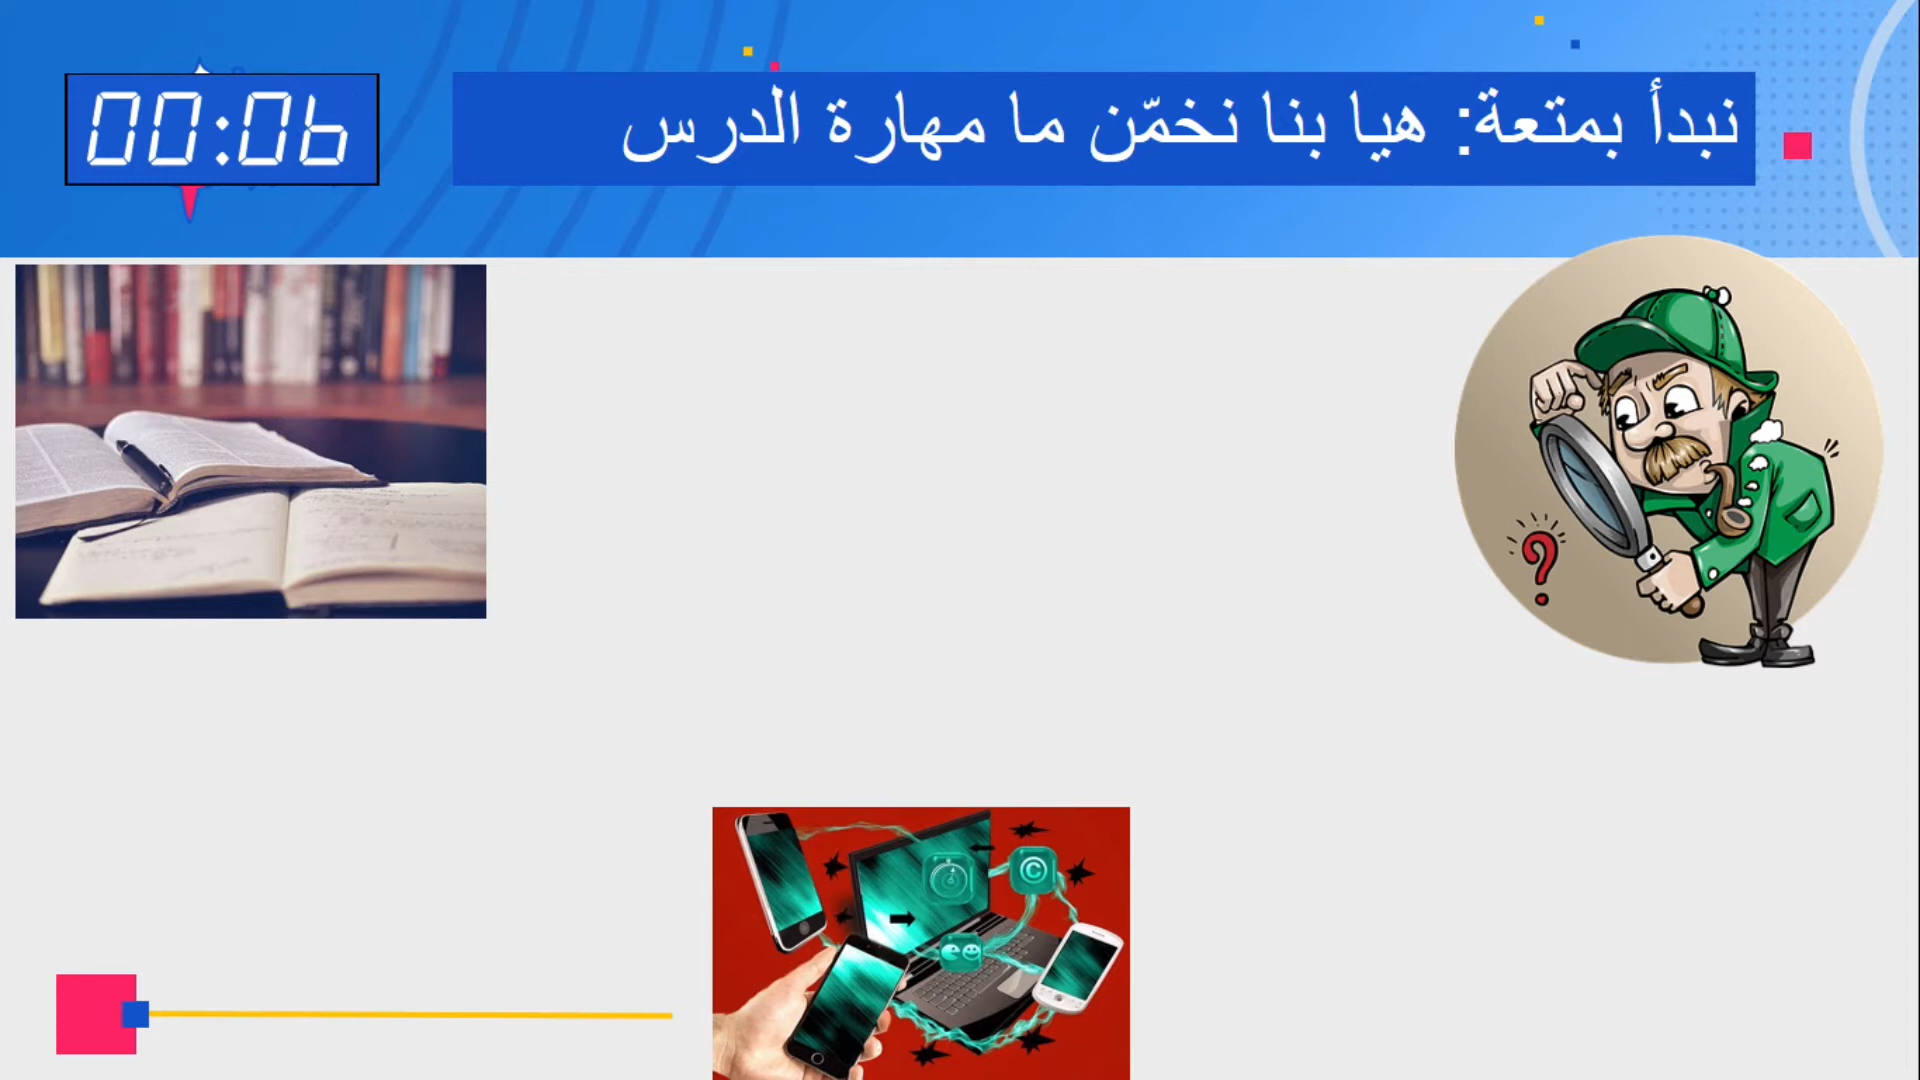 نبدأ بمتعة: هيا بنا نخمّن ما مهارة الدرس
00:06